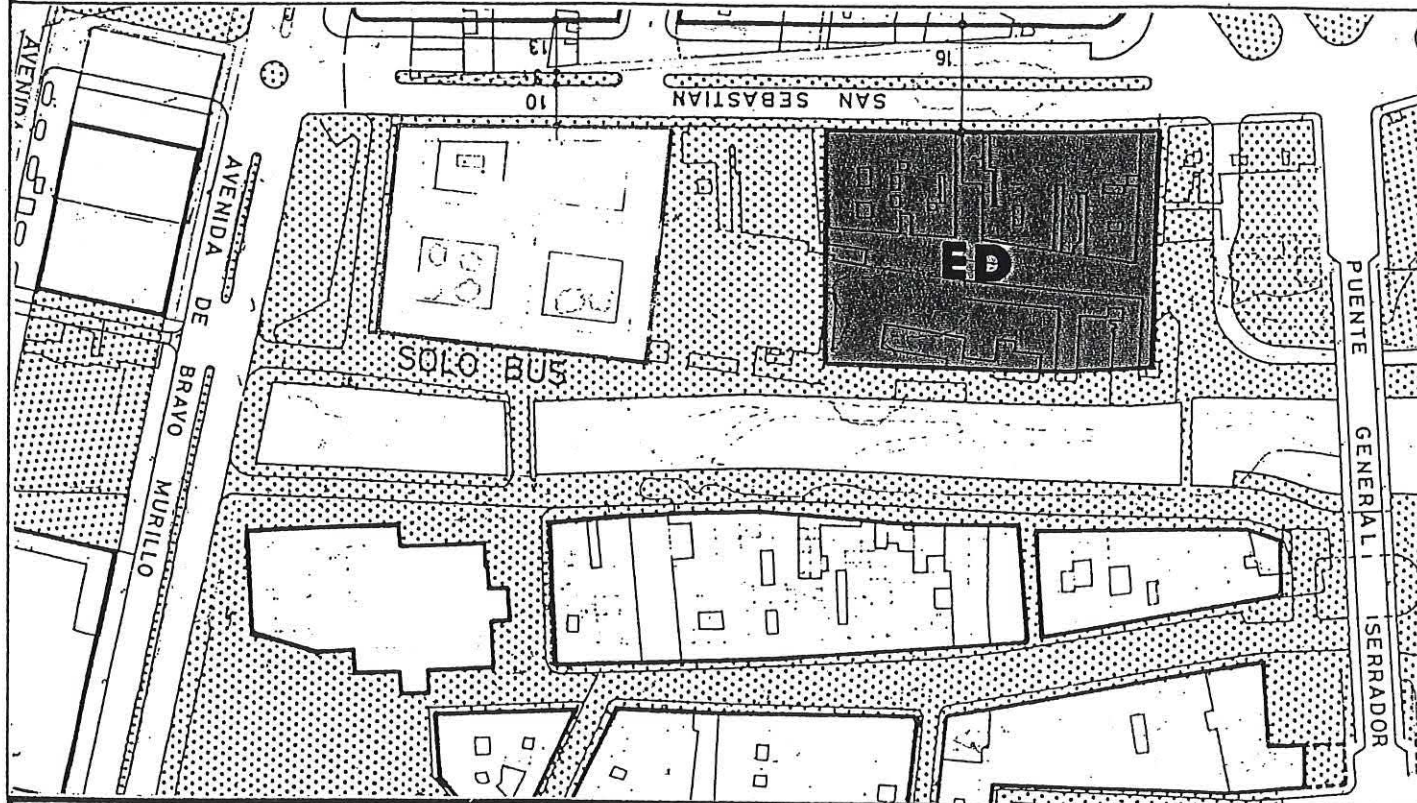 AVENIDA
13
10
16
SAN SEBASTIAN
AVENIDA DE BRAVO MURILLO
ED
SOLO BUS
PUENTE GENERAL SERRADOR